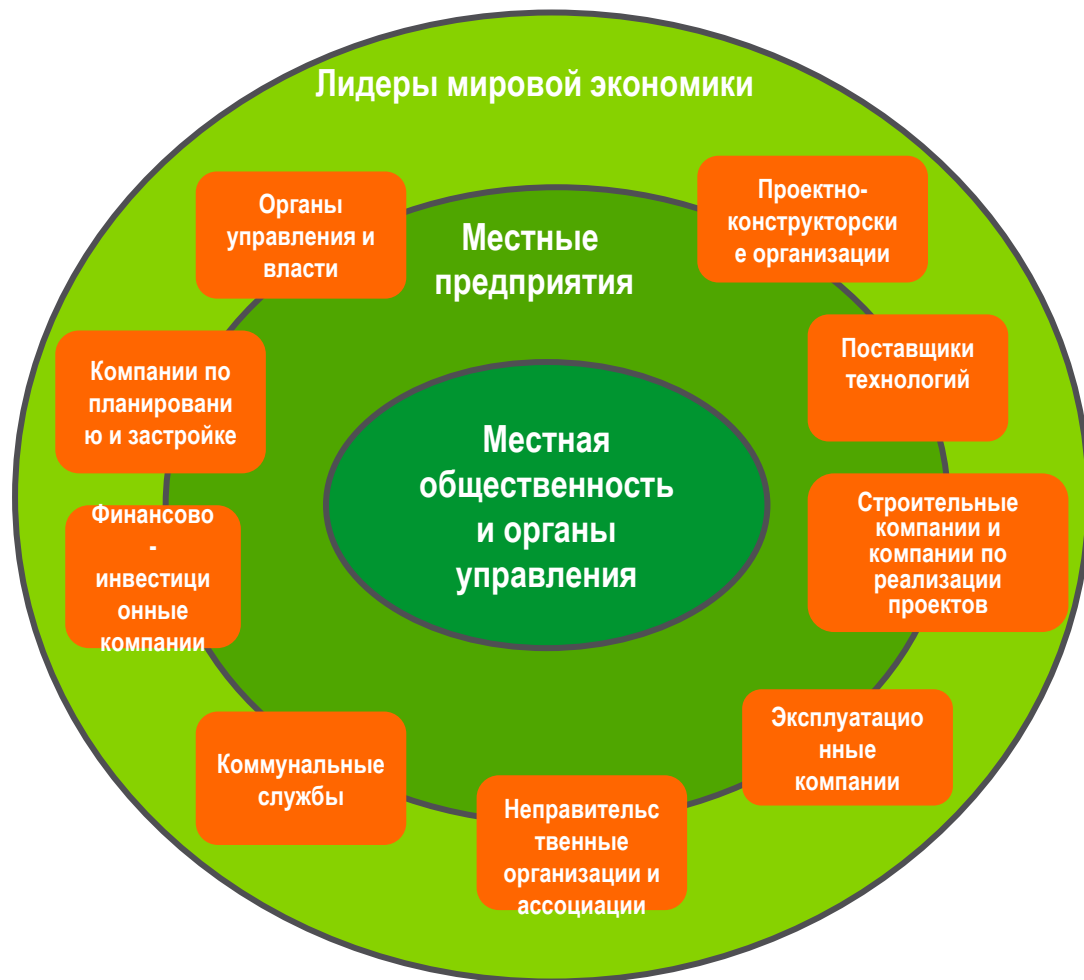 Лидеры мировой экономики
Органы
управления и
власти
Проектно-
конструкторски
е организации
Местные
предприятия
Компании по
планировани
ю и застройке
Поставщики
технологий
Местная
общественность
и органы
управления
Финансово
-
инвестици
онные
компании
Строительные
компании и
компании по
реализации
проектов
Коммунальные
службы
Эксплуатацио
нные
компании
Неправительс
твенные
организации и
ассоциации